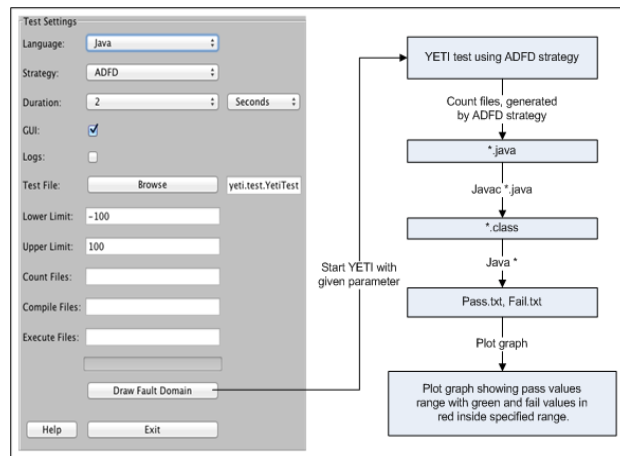 Test Settings
Language: Java
Strategy: ADFD
Duration: 2 Seconds
GUI:
Logs:
Test File: Browse yeti.test.YetiTest
Lower Limit: -100
Upper Limit: 100
Count Files:
Compile Files:
Execute Files:
Draw Fault Domain
Help Exit
Start YETI with
given parameter
YETI test using ADFD strategy
Count files, generated
by ADFD strategy
*.java
Javac *.java
*.class
Java *
Pass.txt, Fail.txt
Plot graph
Plot graph showing pass values
range with green and fail values in
red inside specified range.